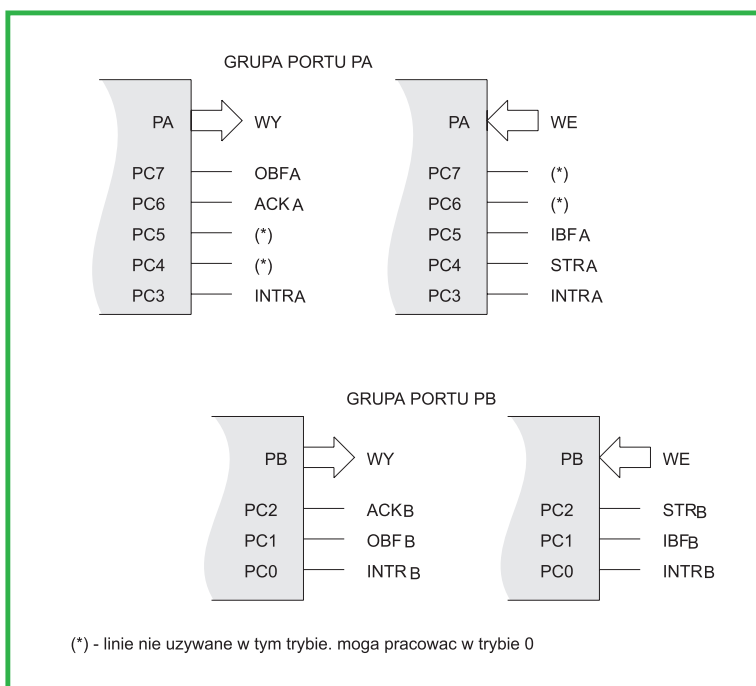 GRUPA PORTU PA
PA WY PA WE
PC7 OBFA PC7 (*)
PC6 ACKA PC6 (*)
PC5 (*) PC5 IBFA
PC4 (*) PC4 STRA
PC3 INTRA PC3 INTRA
GRUPA PORTU PB
PB WY PB WE
PC2 ACKB PC2 STRB
PC1 OBFB PC1 IBFB
PC0 INTRB PC0 INTRB
(*) - linie nie uzywane w tym trybie. moga pracowac w trybie 0